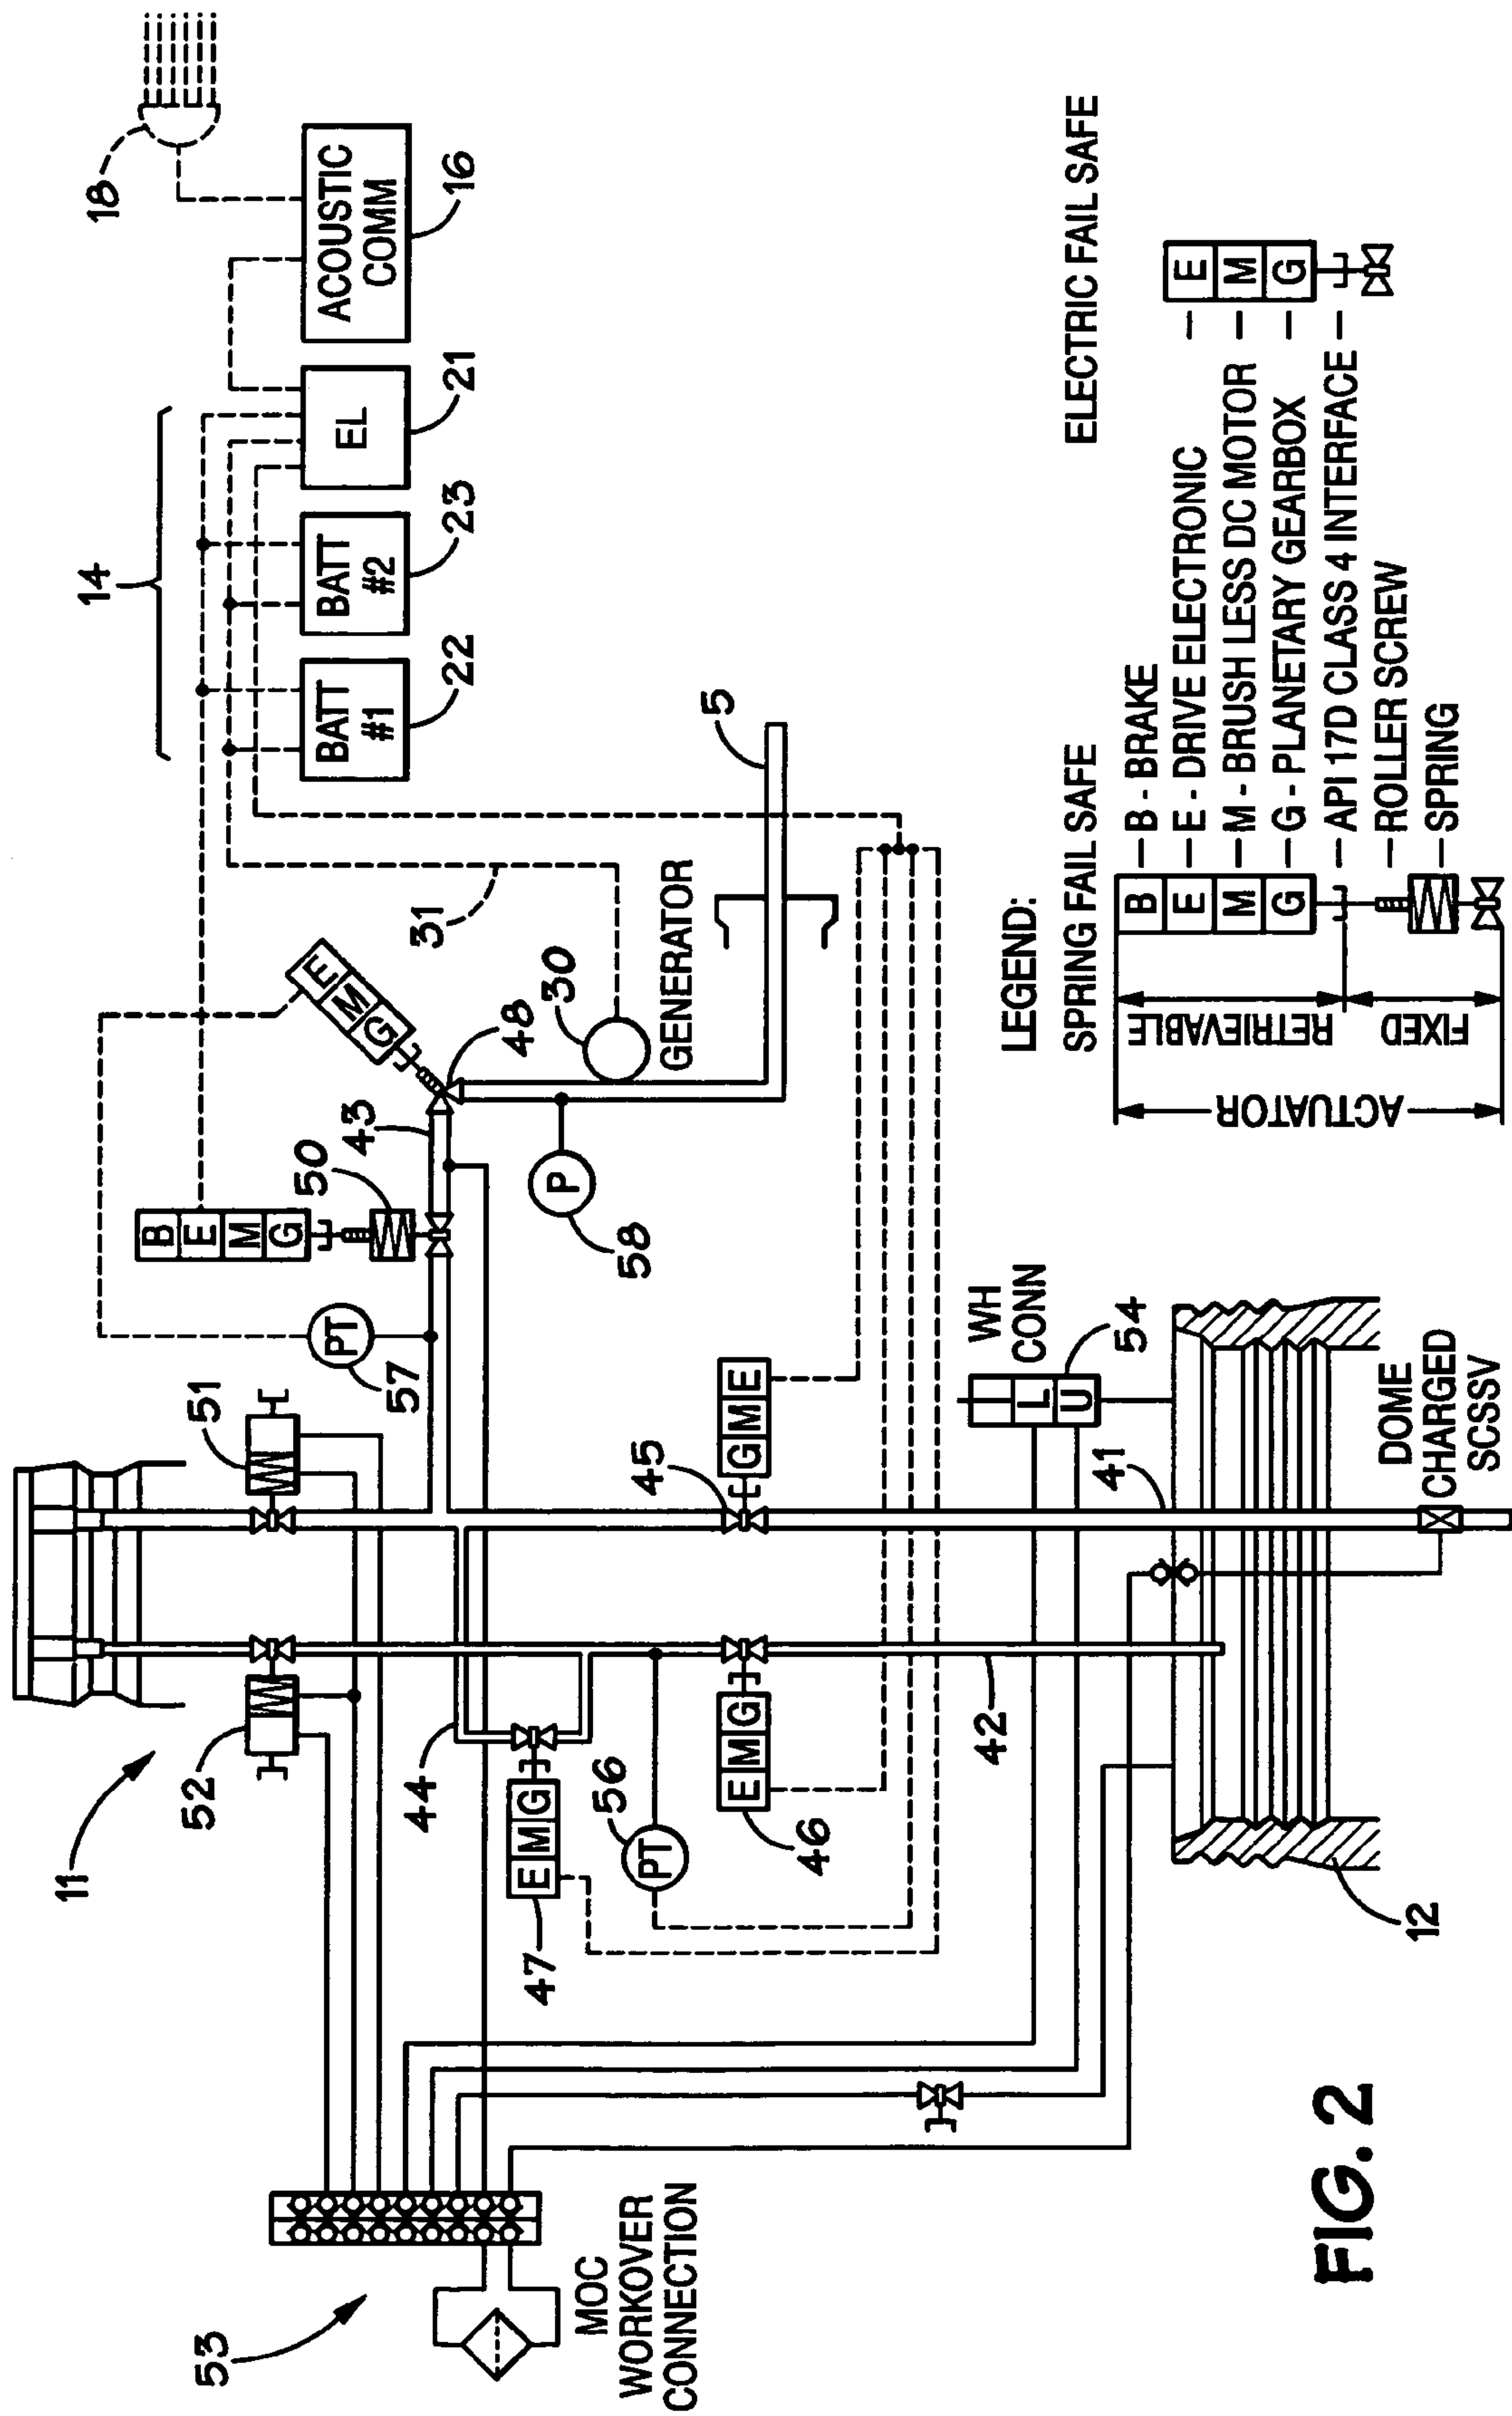 11
52
51
53
MOC
WORKOVER
CONNECTION
44
47
E M G
PT
56
46
E M G
42
45
G M E
41
WH
CONN
L
U
54
12
DOME
CHARGED
SCSSV
PT
57
B
E
M
G
50
43
E
M
G
48
P
58
30
GENERATOR
31
5
14
BATT
#1
22
BATT
#2
23
EL
21
ACOUSTIC
COMM
16
18
LEGEND:
SPRING FAIL SAFE
ELECTRIC FAIL SAFE
ACTUATOR
RETRIEVABLE
FIXED
B — B - BRAKE
E — E - DRIVE ELECTRONIC — E
M — M - BRUSH LESS DC MOTOR — M
G — G - PLANETARY GEARBOX — G
— API 17D CLASS 4 INTERFACE —
— ROLLER SCREW
— SPRING
FIG. 2